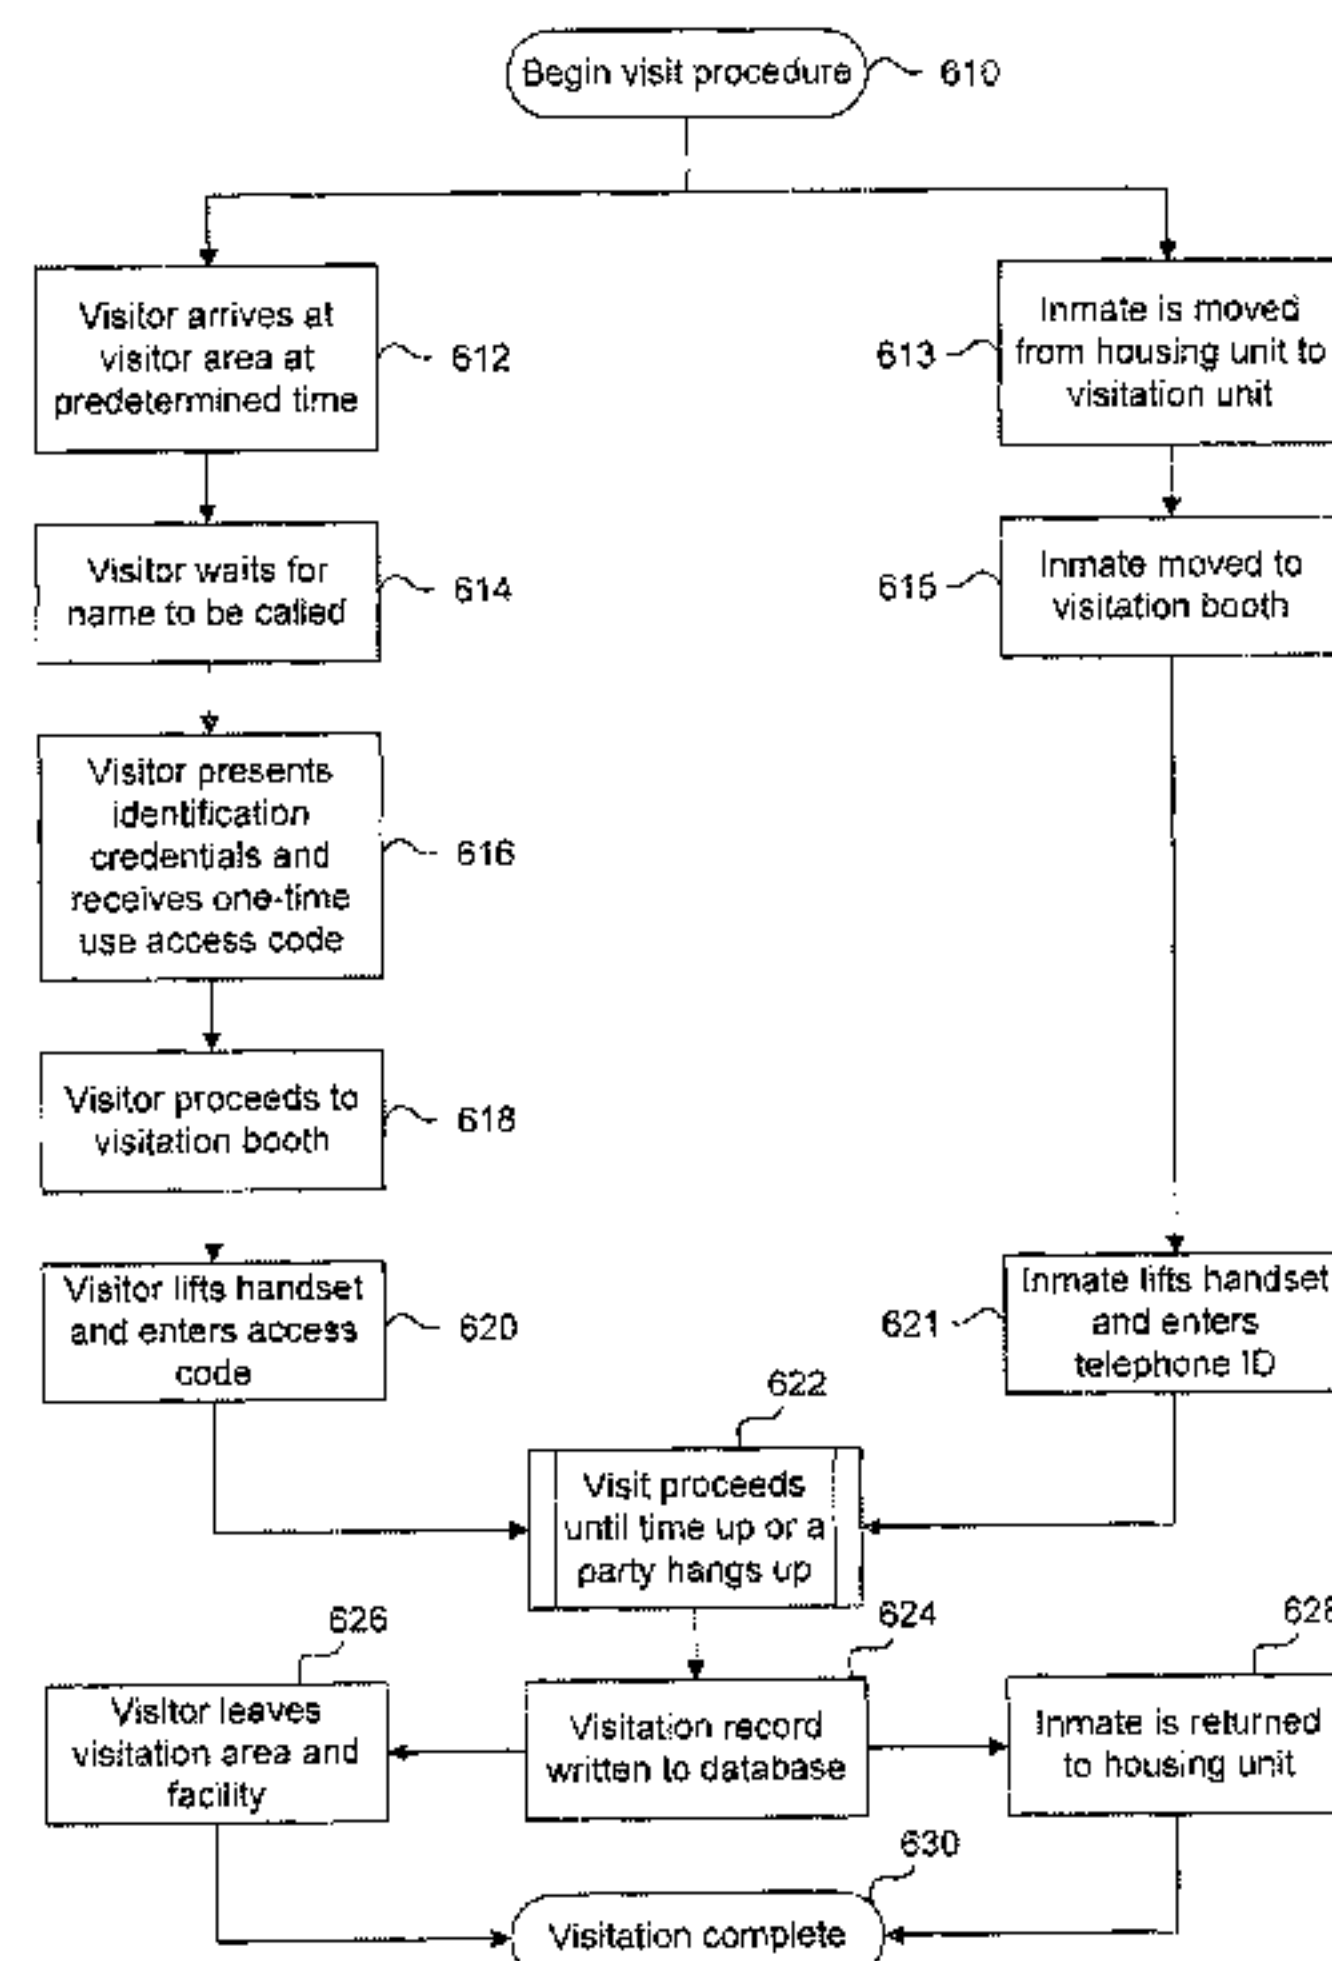 Begin visit procedure
610
Visitor arrives at
visitor area at
predetermined time
612
613
Inmate is moved
from housing unit to
visitation unit
Visitor waits for
name to be called
614
615
Inmate moved to
visitation booth
Visitor presents
identification
credentials and
receives one-time
use access code
616
Visitor proceeds to
visitation booth
618
Visitor lifts handset
and enters access
code
620
621
Inmate lifts handset
and enters
telephone ID
622
Visit proceeds
until time up or a
party hangs up
626
624
628
Visitor leaves
visitation area and
facility
Visitation record
written to database
Inmate is returned
to housing unit
630
Visitation complete